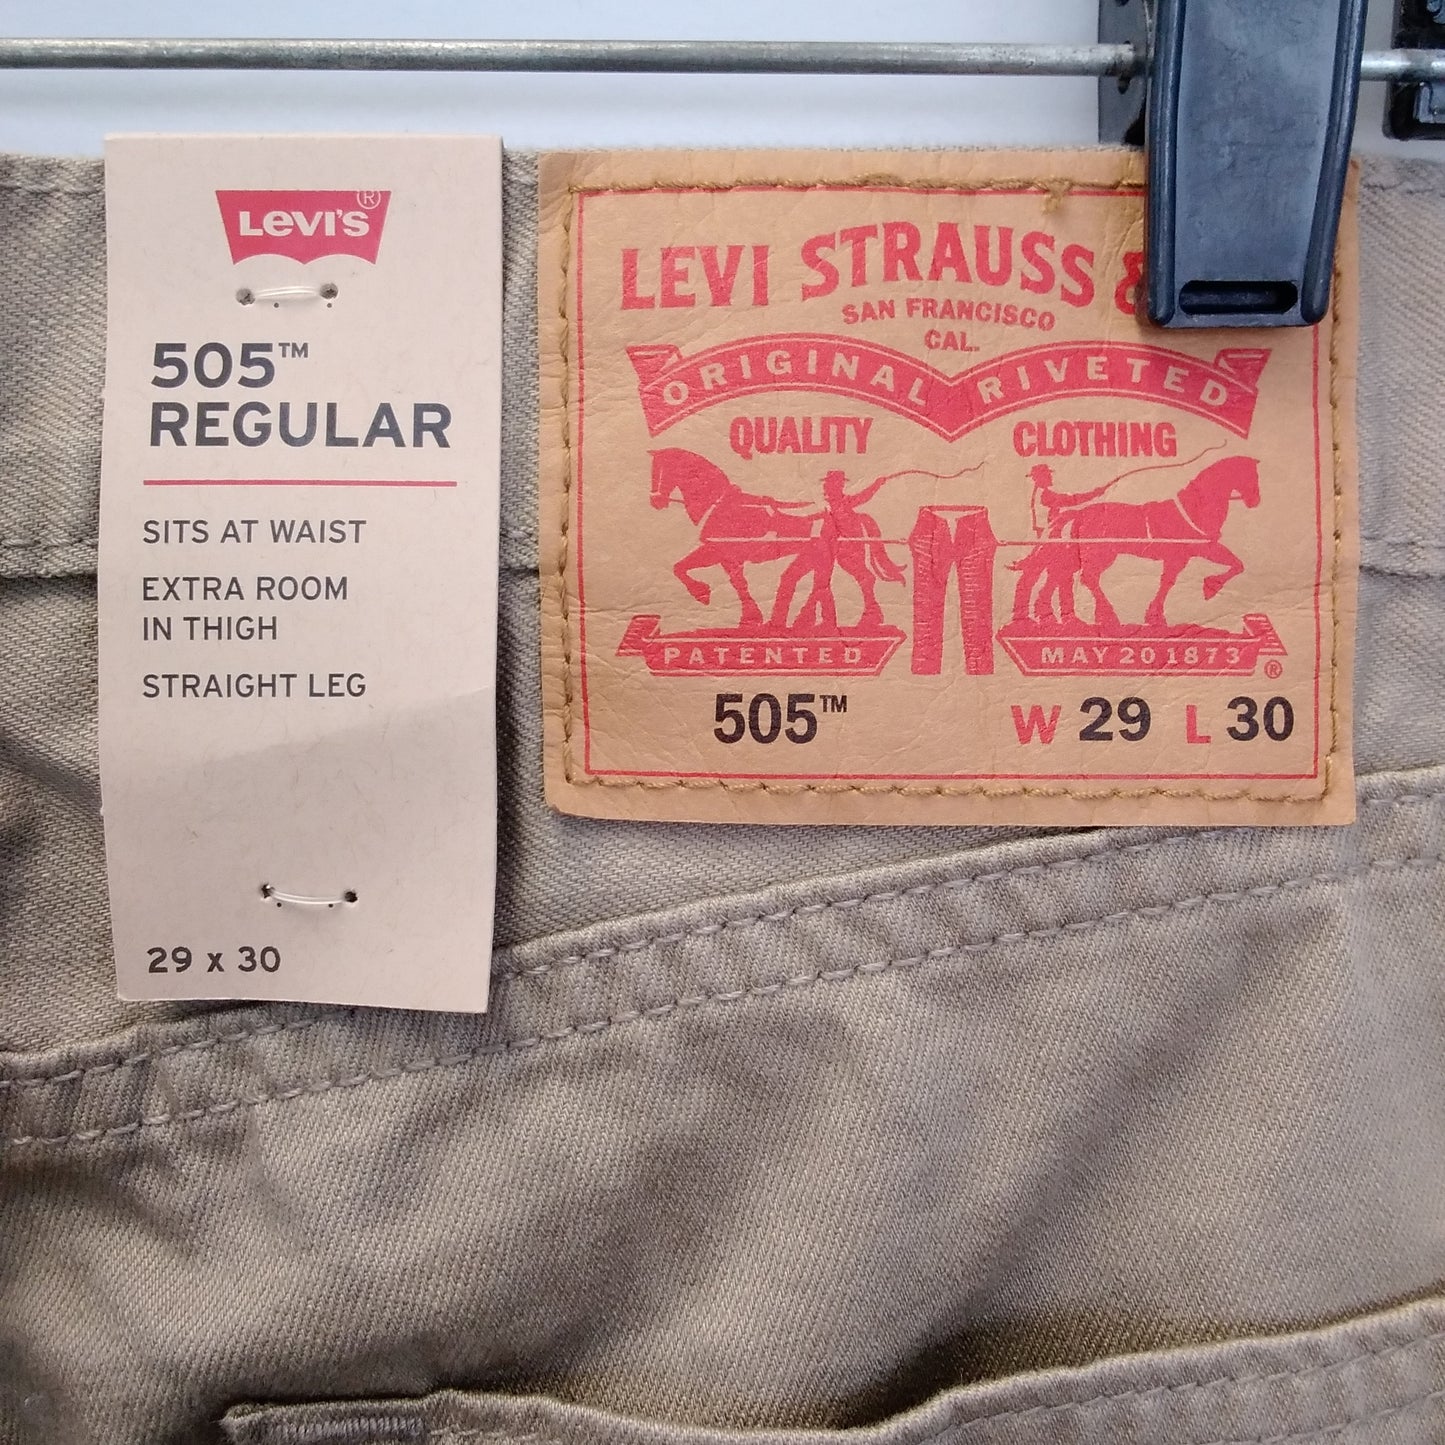 LEVI'S®
505™
REGULAR
SITS AT WAIST
EXTRA ROOM
IN THIGH
STRAIGHT LEG
29 x 30
LEVI STRAUSS &
SAN FRANCISCO
CAL.
ORIGINAL RIVETED
QUALITY CLOTHING
PATENTED MAY 20 1873 ®
505™ W 29 L 30